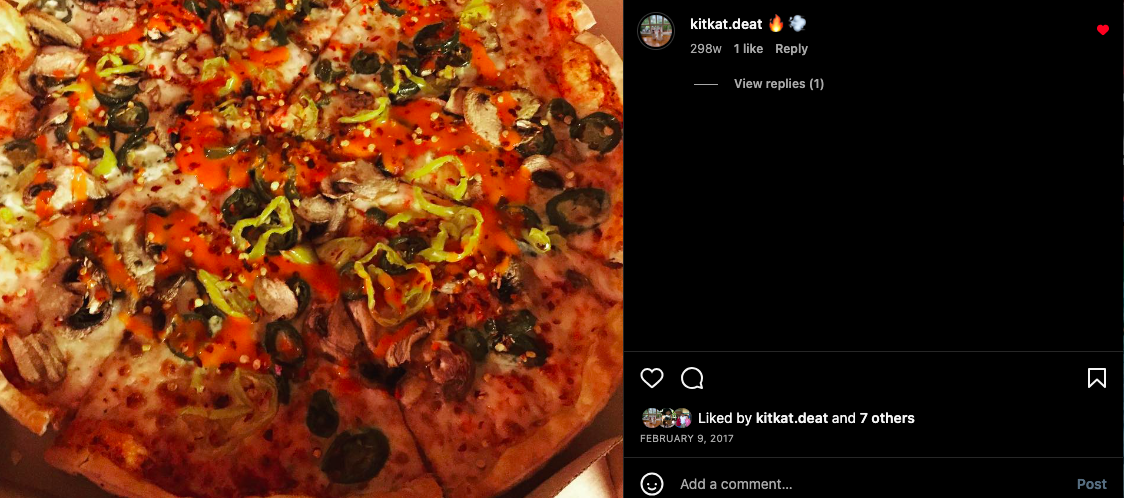 kitkat.deat 🔥 💨
298w 1 like Reply
View replies (1)
Liked by kitkat.deat and 7 others
FEBRUARY 9, 2017
Add a comment... Post